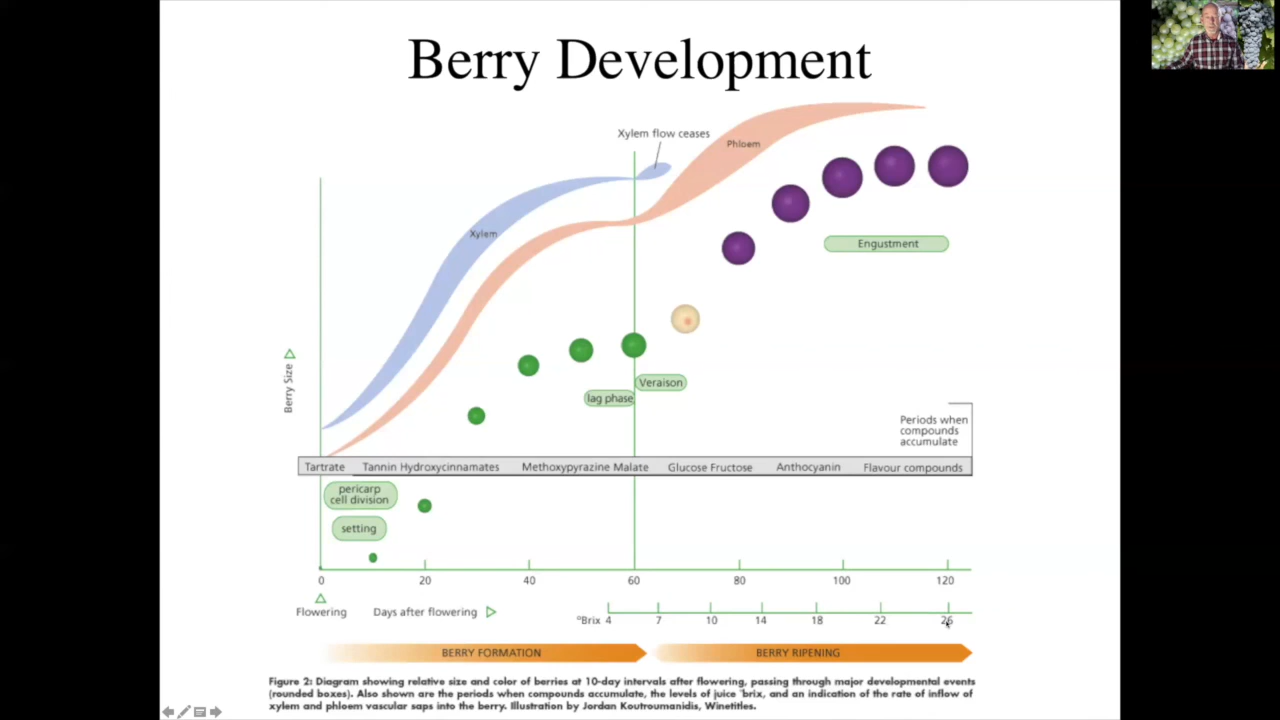 Berry Development
Xylem flow ceases
Phloem
Xylem
Engustment
Berry Size
Veraison
lag phase
Periods when
compounds
accumulate
Tartrate Tannin Hydroxycinnamates Methoxypyrazine Malate Glucose Fructose Anthocyanin Flavour compounds
pericarp
cell division
setting
0 20 40 60 80 100 120
Flowering Days after flowering
°Brix 4 7 10 14 18 22 26
BERRY FORMATION BERRY RIPENING
Figure 2: Diagram showing relative size and color of berries at 10-day intervals after flowering, passing through major developmental events
(rounded boxes). Also shown are the periods when compounds accumulate, the levels of juice °brix, and an indication of the rate of inflow of
xylem and phloem vascular saps into the berry. Illustration by Jordan Koutroumanidis, Winetitles.